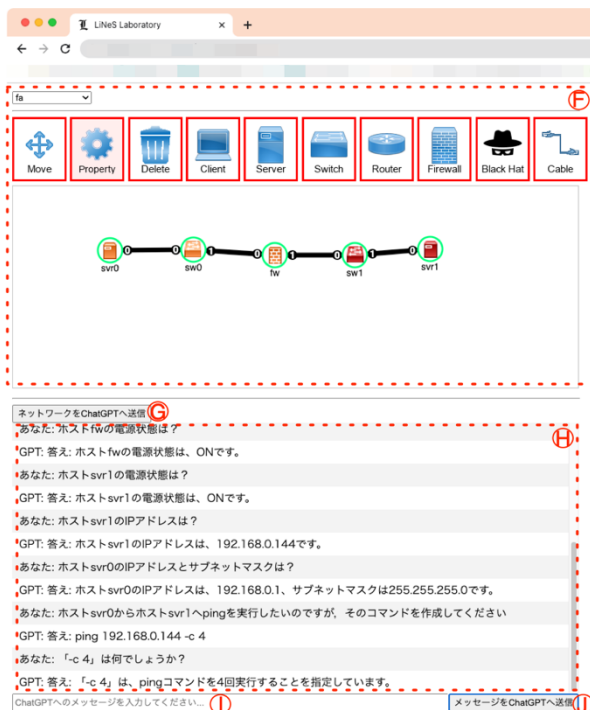 LiNeS Laboratory
fa
F
Move Property Delete Client Server Switch Router Firewall Black Hat Cable
0 0 1 0 1 0 1 0
svr0 sw0 fw sw1 svr1
ネットワークをChatGPTへ送信 G
H
あなた: ホストfwの電源状態は？
GPT: 答え: ホストfwの電源状態は、ONです。
あなた: ホストsvr1の電源状態は？
GPT: 答え: ホストsvr1の電源状態は、ONです。
あなた: ホストsvr1のIPアドレスは？
GPT: 答え: ホストsvr1のIPアドレスは、192.168.0.144です。
あなた: ホストsvr0のIPアドレスとサブネットマスクは？
GPT: 答え: ホストsvr0のIPアドレスは、192.168.0.1、サブネットマスクは255.255.255.0です。
あなた: ホストsvr0からホストsvr1へpingを実行したいのですが，そのコマンドを作成してください
GPT: 答え: ping 192.168.0.144 -c 4
あなた: 「-c 4」は何でしょうか？
GPT: 答え: 「-c 4」は、pingコマンドを4回実行することを指定しています。
ChatGPTへのメッセージを入力してください... I メッセージをChatGPTへ送信